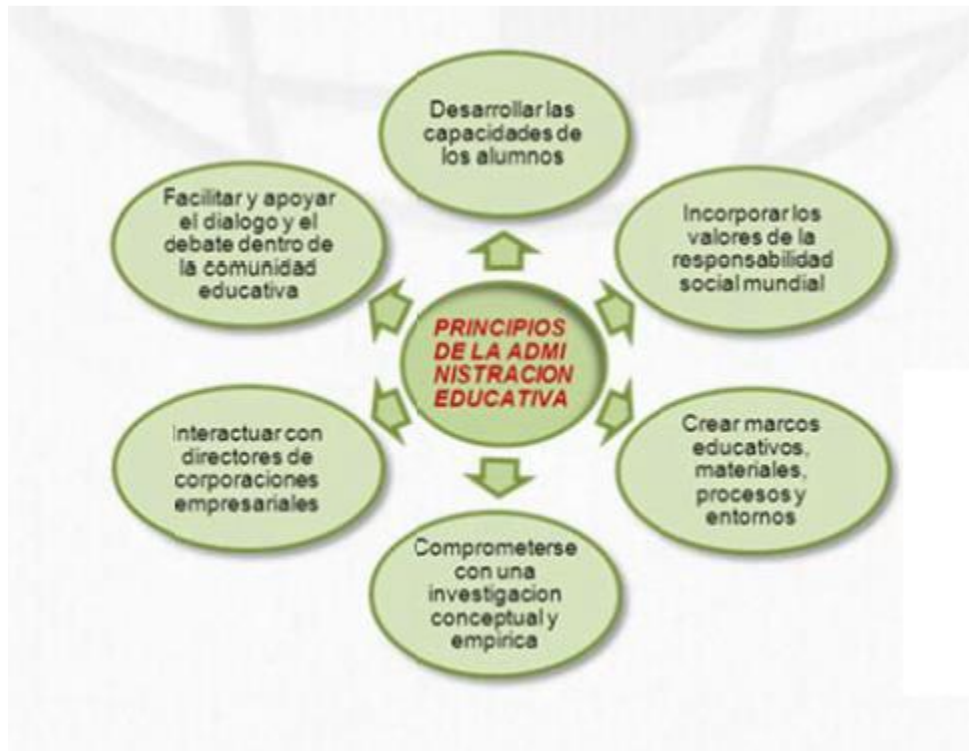 Desarrollar las
capacidades de
los alumnos
Facilitar y apoyar
el dialogo y el
debate dentro de
la comunidad
educativa
Incorporar los
valores de la
responsabilidad
social mundial
PRINCIPIOS
DE LA ADMI
NISTRACION
EDUCATIVA
Interactuar con
directores de
corporaciones
empresariales
Crear marcos
educativos,
materiales,
procesos y
entornos
Comprometerse
con una
investigacion
conceptual y
empirica